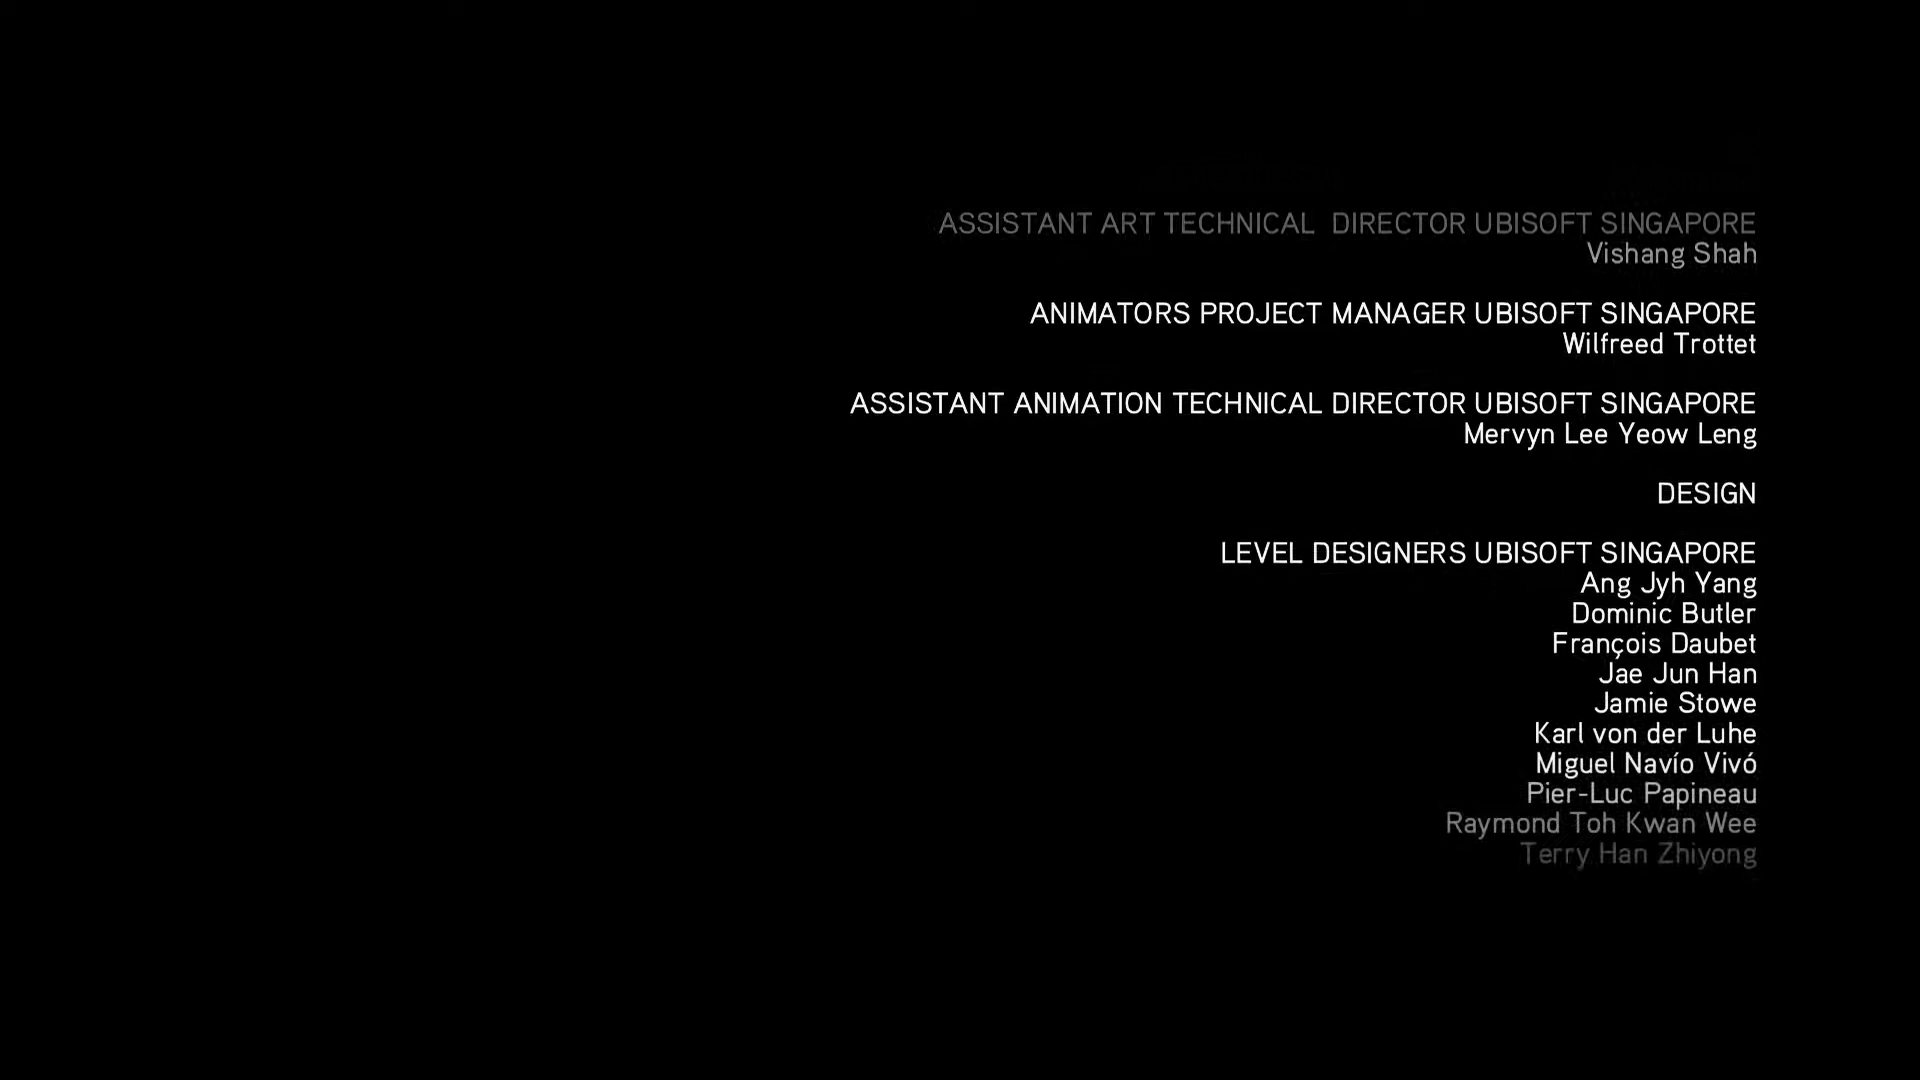 ASSISTANT ART TECHNICAL  DIRECTOR UBISOFT SINGAPORE
Vishang Shah
ANIMATORS PROJECT MANAGER UBISOFT SINGAPORE
Wilfreed Trottet
ASSISTANT ANIMATION TECHNICAL DIRECTOR UBISOFT SINGAPORE
Mervyn Lee Yeow Leng
DESIGN
LEVEL DESIGNERS UBISOFT SINGAPORE
Ang Jyh Yang
Dominic Butler
François Daubet
Jae Jun Han
Jamie Stowe
Karl von der Luhe
Miguel Navío Vivó
Pier-Luc Papineau
Raymond Toh Kwan Wee
Terry Han Zhiyong